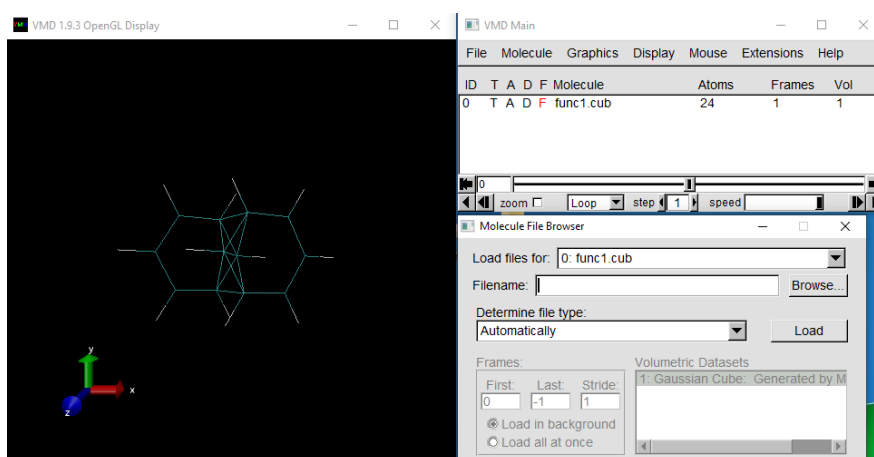 VMD 1.9.3 OpenGL Display
y
x
z
VMD Main
File Molecule Graphics Display Mouse Extensions Help
ID T A D F Molecule Atoms Frames Vol
0 T A D F func1.cub 24 1 1
0
zoom Loop step 1 speed
Molecule File Browser
Load files for: 0: func1.cub
Filename: Browse...
Determine file type:
Automatically Load
Frames: Volumetric Datasets
First: Last: Stride: 1: Gaussian Cube: Generated by M
0 -1 1
Load in background
Load all at once